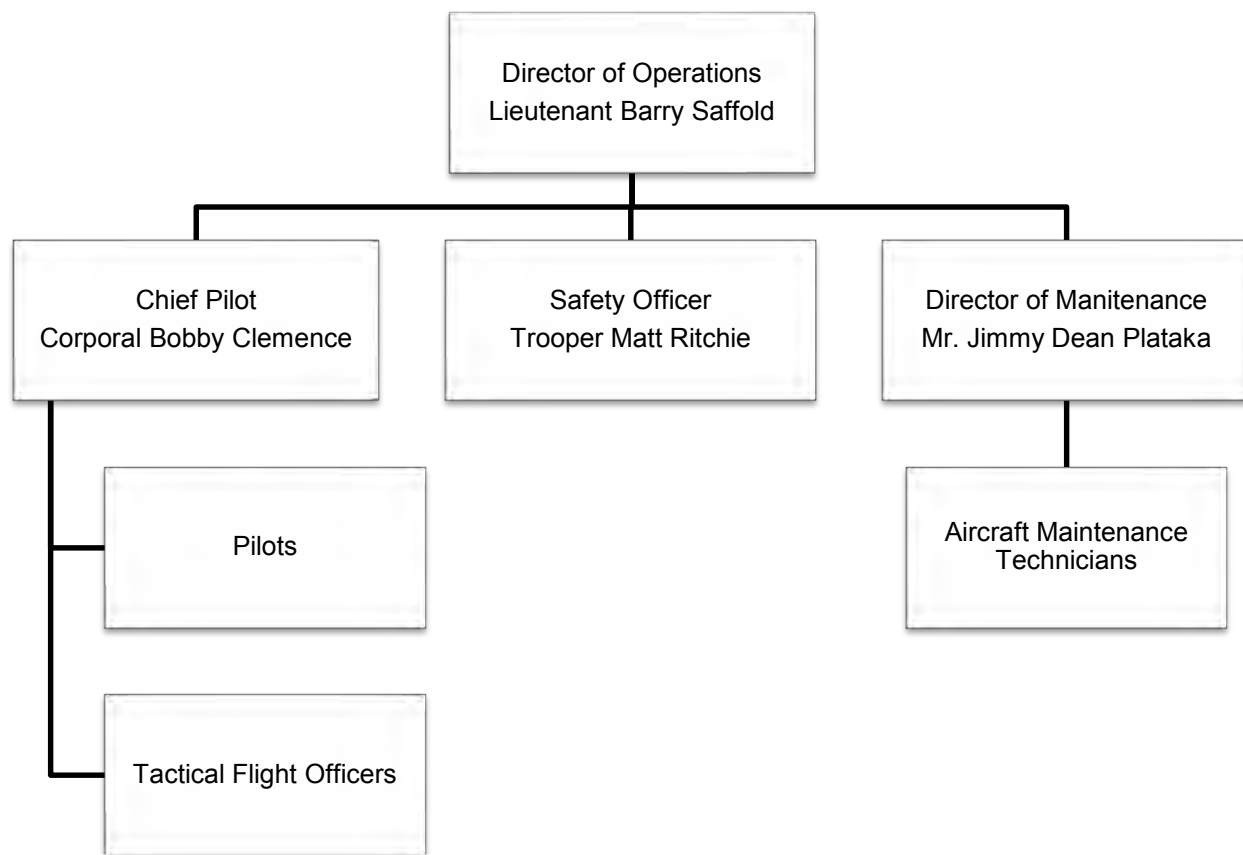 Director of Operations
Lieutenant Barry Saffold
Chief Pilot
Corporal Bobby Clemence
Safety Officer
Trooper Matt Ritchie
Director of Manitenance
Mr. Jimmy Dean Plataka
Pilots
Aircraft Maintenance
Technicians
Tactical Flight Officers